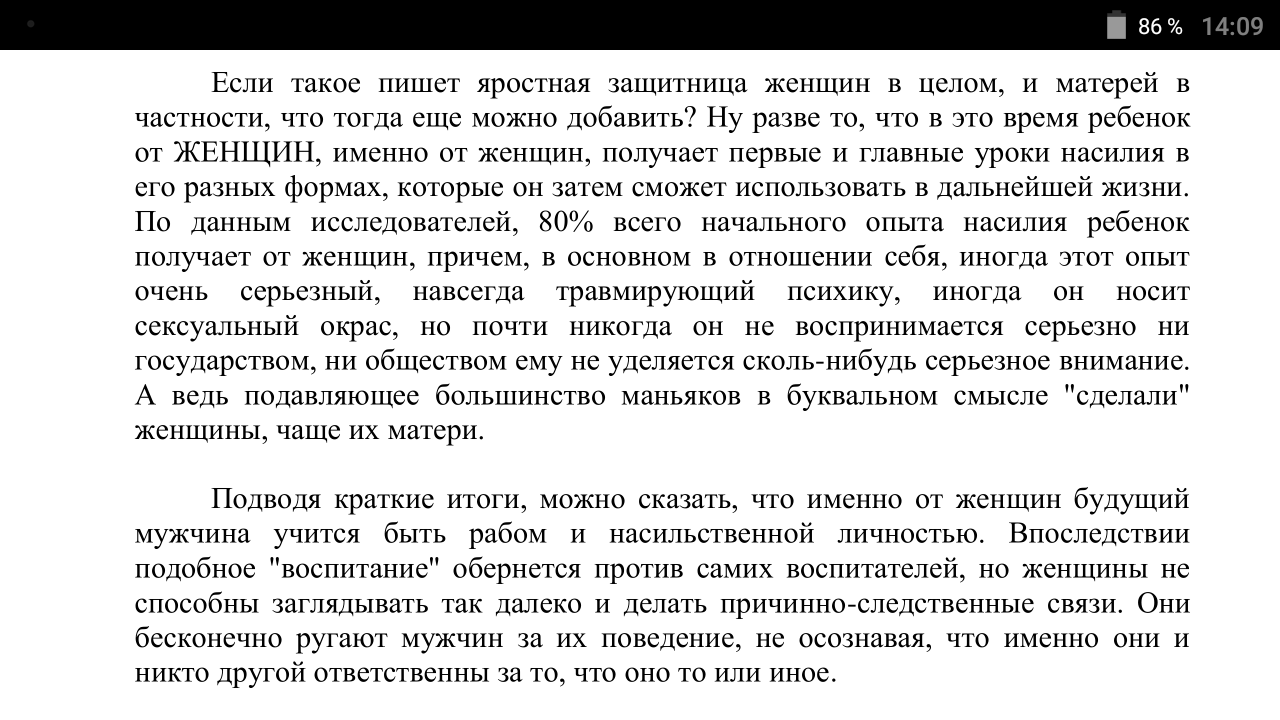 86 % 14:09
Если такое пишет яростная защитница женщин в целом, и матерей в
частности, что тогда еще можно добавить? Ну разве то, что в это время ребенок
от ЖЕНЩИН, именно от женщин, получает первые и главные уроки насилия в
его разных формах, которые он затем сможет использовать в дальнейшей жизни.
По данным исследователей, 80% всего начального опыта насилия ребенок
получает от женщин, причем, в основном в отношении себя, иногда этот опыт
очень серьезный, навсегда травмирующий психику, иногда он носит
сексуальный окрас, но почти никогда он не воспринимается серьезно ни
государством, ни обществом ему не уделяется сколь-нибудь серьезное внимание.
А ведь подавляющее большинство маньяков в буквальном смысле "сделали"
женщины, чаще их матери.
Подводя краткие итоги, можно сказать, что именно от женщин будущий
мужчина учится быть рабом и насильственной личностью. Впоследствии
подобное "воспитание" обернется против самих воспитателей, но женщины не
способны заглядывать так далеко и делать причинно-следственные связи. Они
бесконечно ругают мужчин за их поведение, не осознавая, что именно они и
никто другой ответственны за то, что оно то или иное.